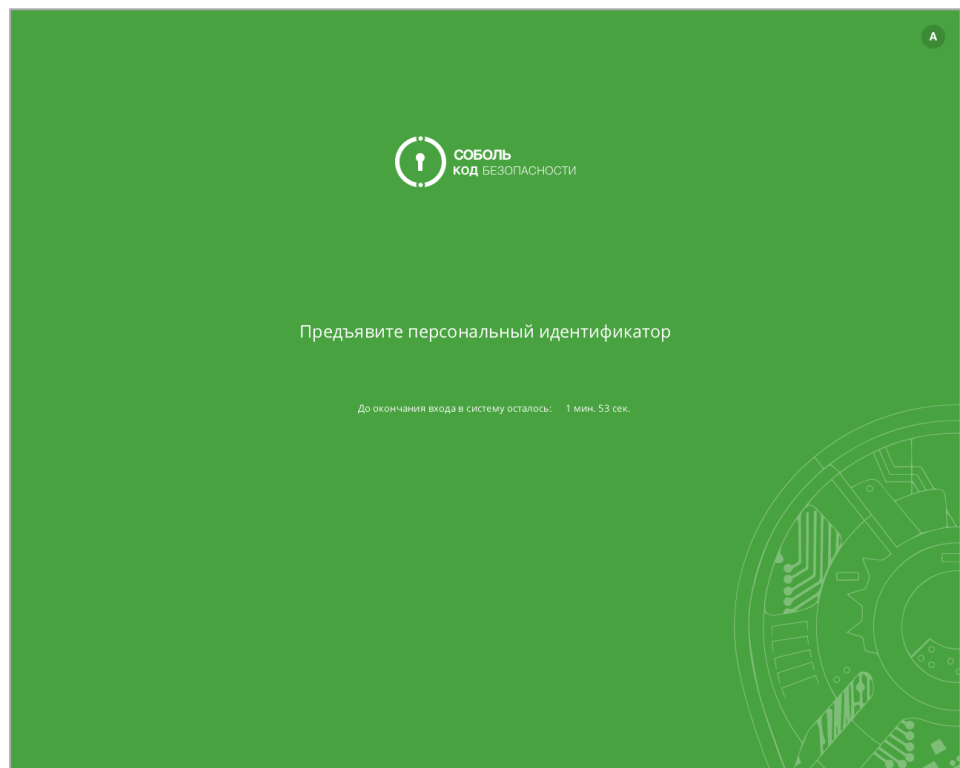 А
СОБОЛЬ
КОД БЕЗОПАСНОСТИ
Предъявите персональный идентификатор
До окончания входа в систему осталось: 1 мин. 53 сек.